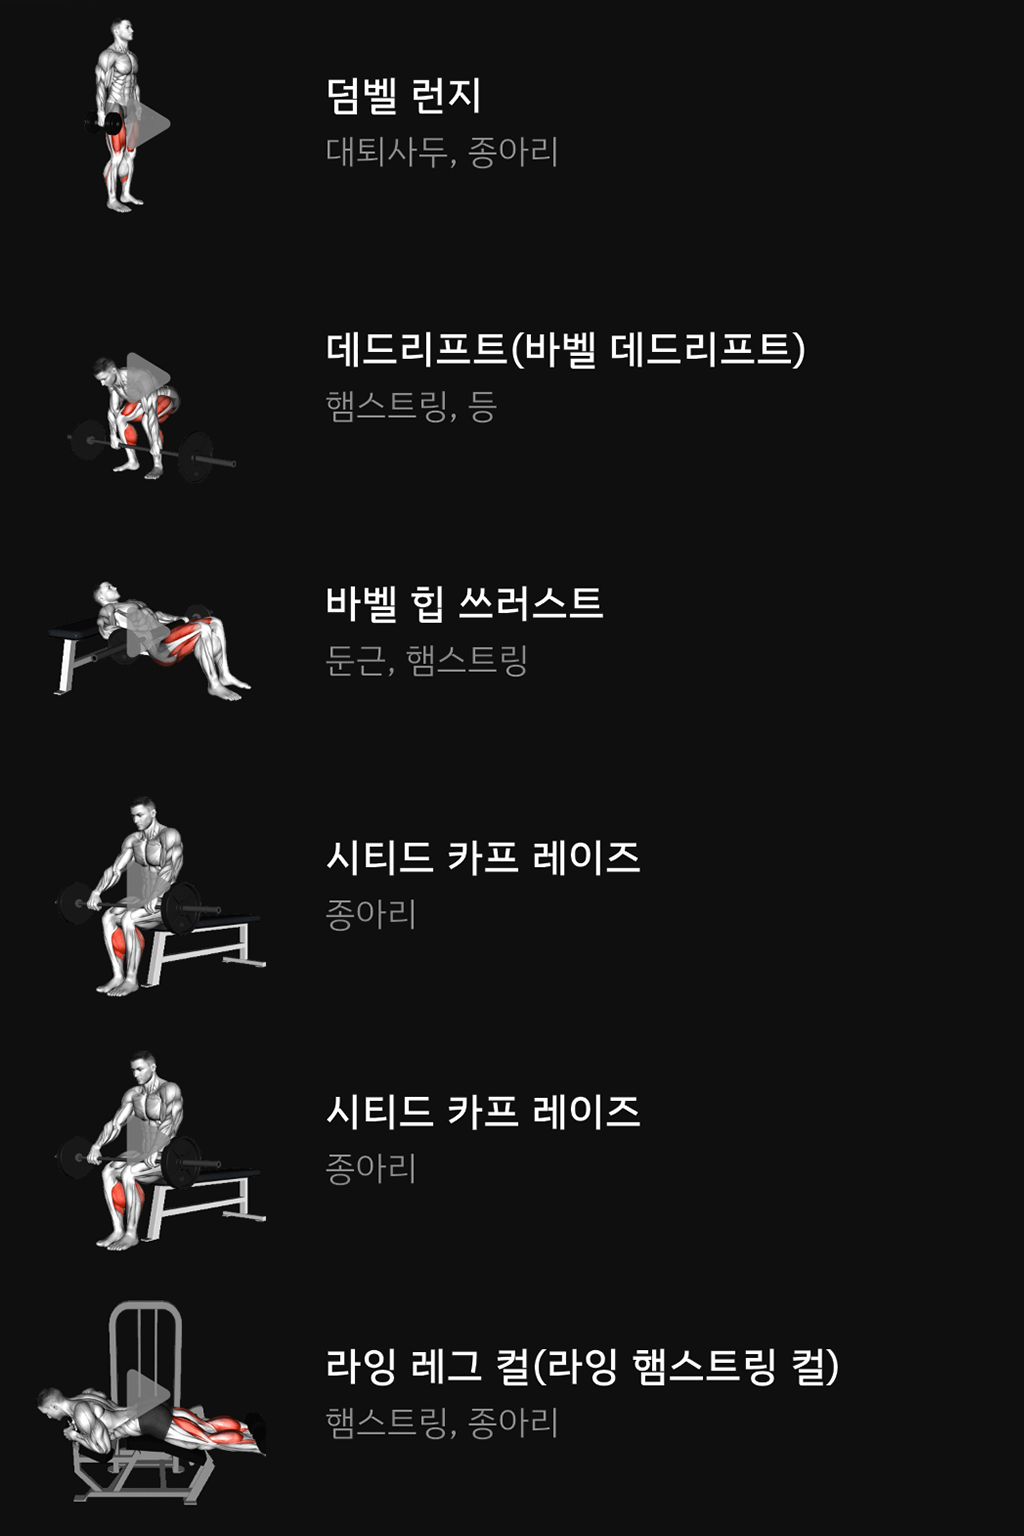 덤벨 런지
대퇴사두, 종아리
데드리프트(바벨 데드리프트)
햄스트링, 등
바벨 힙 쓰러스트
둔근, 햄스트링
시티드 카프 레이즈
종아리
시티드 카프 레이즈
종아리
라잉 레그 컬(라잉 햄스트링 컬)
햄스트링, 종아리